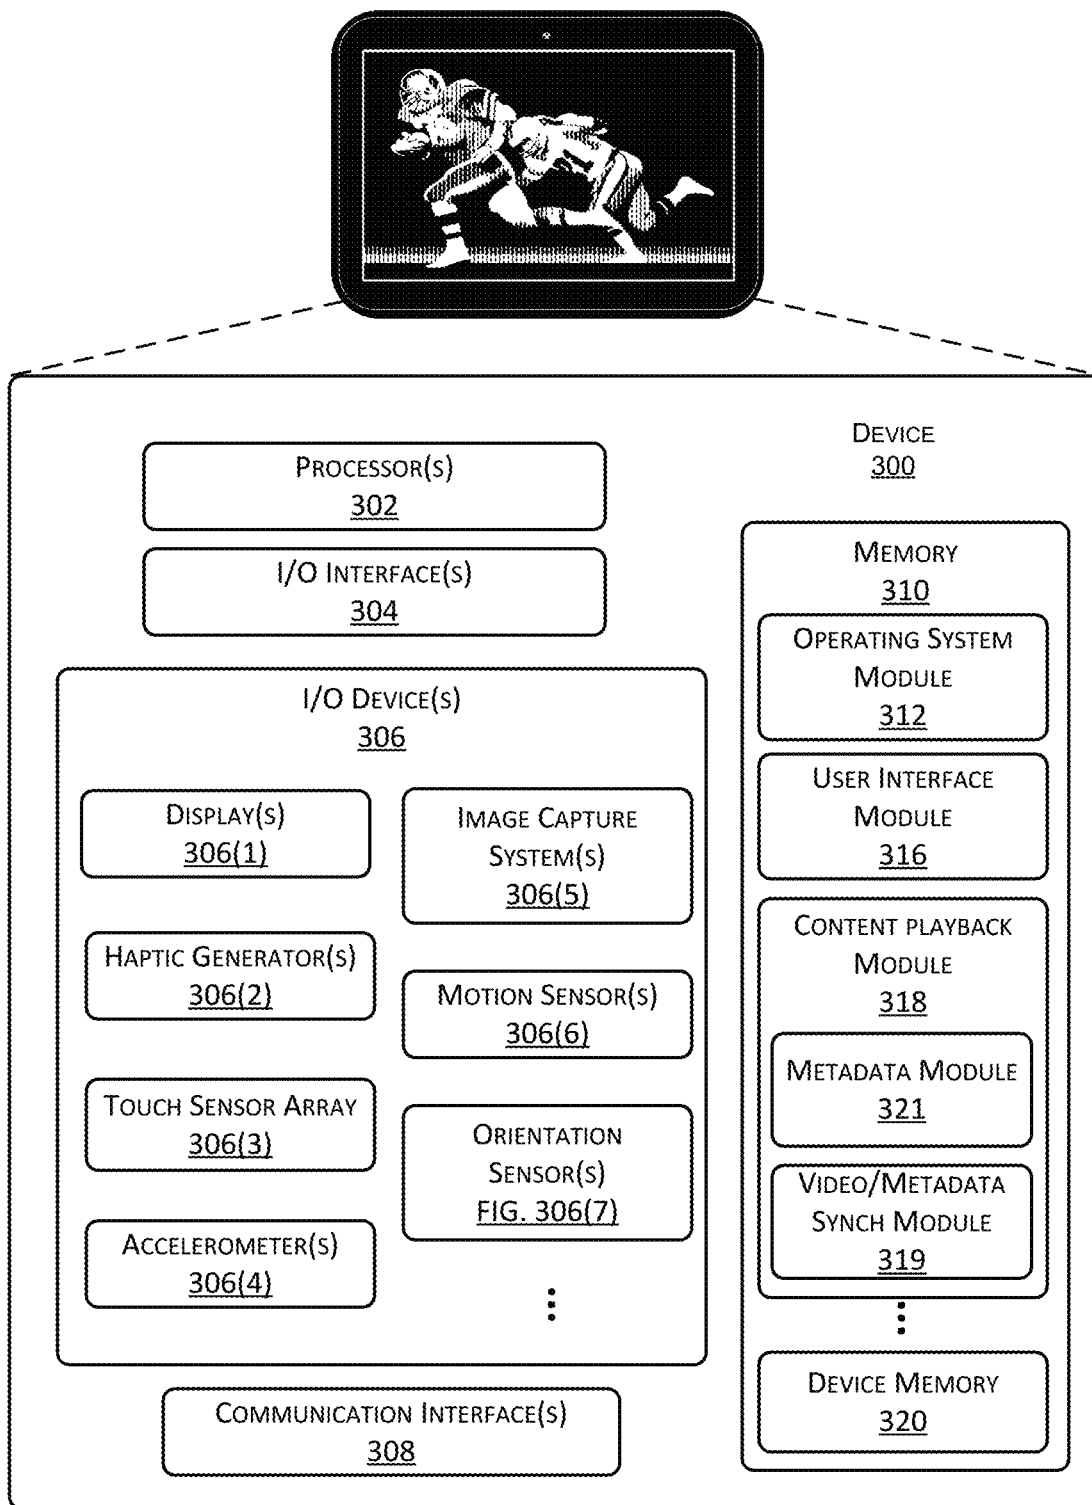 DEVICE
300
PROCESSOR(S)
302
I/O INTERFACE(S)
304
I/O DEVICE(S)
306
DISPLAY(S)
306(1)
HAPTIC GENERATOR(S)
306(2)
TOUCH SENSOR ARRAY
306(3)
ACCELEROMETER(S)
306(4)
IMAGE CAPTURE
SYSTEM(S)
306(5)
MOTION SENSOR(S)
306(6)
ORIENTATION
SENSOR(S)
FIG. 306(7)
COMMUNICATION INTERFACE(S)
308
MEMORY
310
OPERATING SYSTEM
MODULE
312
USER INTERFACE
MODULE
316
CONTENT PLAYBACK
MODULE
318
METADATA MODULE
321
VIDEO/METADATA
SYNCH MODULE
319
DEVICE MEMORY
320